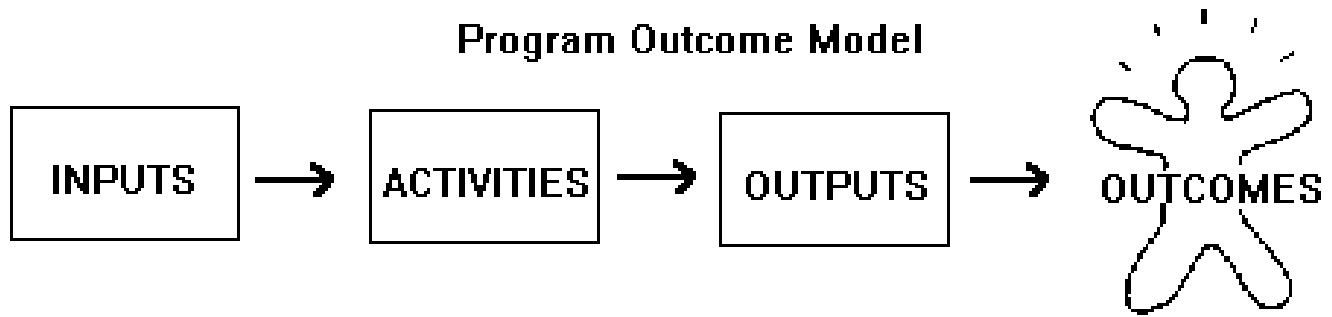 Program Outcome Model
INPUTS
ACTIVITIES
OUTPUTS
OUTCOMES